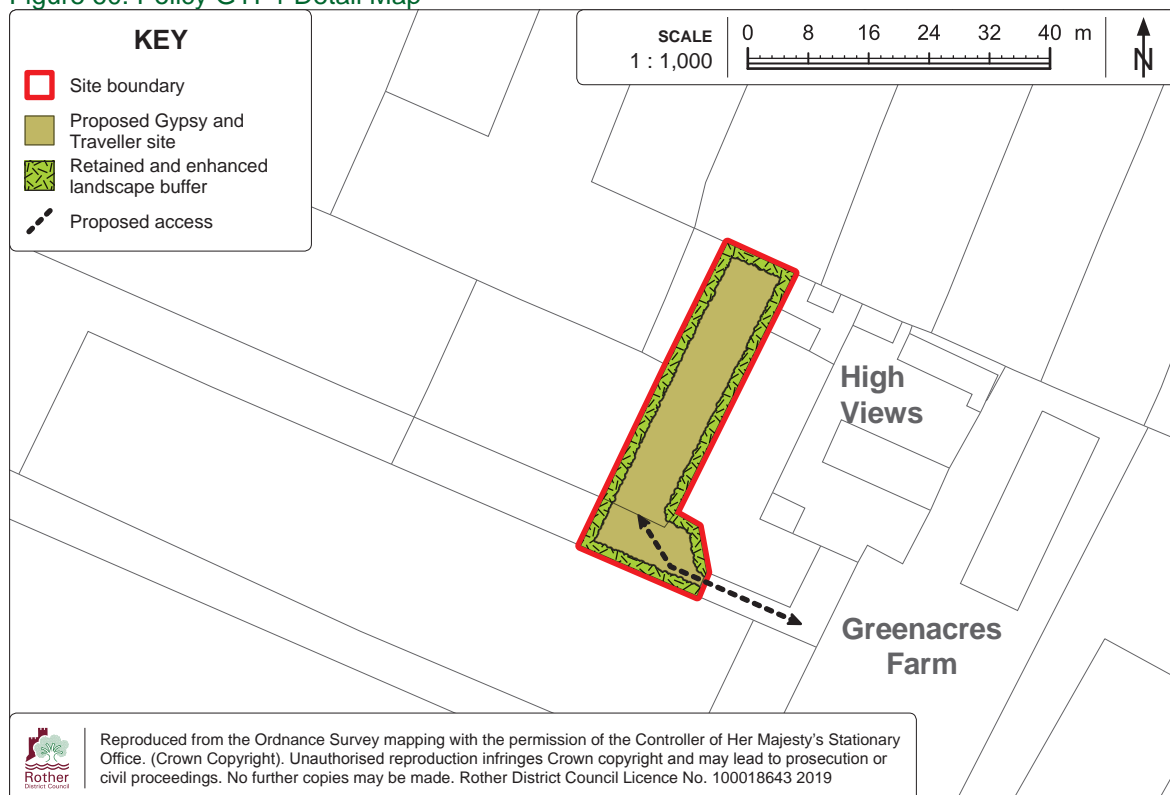 KEY
Site boundary
Proposed Gypsy and
Traveller site
Retained and enhanced
landscape buffer
Proposed access
SCALE
1 : 1,000
0 8 16 24 32 40 m
N
High
Views
Greenacres
Farm
Rother
District Council
Reproduced from the Ordnance Survey mapping with the permission of the Controller of Her Majesty's Stationary
Office. (Crown Copyright). Unauthorised reproduction infringes Crown copyright and may lead to prosecution or
civil proceedings. No further copies may be made. Rother District Council Licence No. 100018643 2019